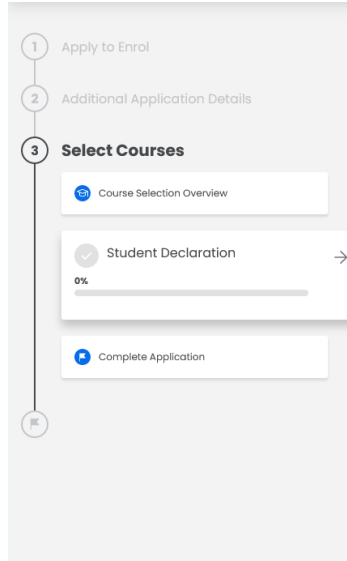 1
Apply to Enrol
2
Additional Application Details
3
Select Courses
Course Selection Overview
Student Declaration
0%
Complete Application